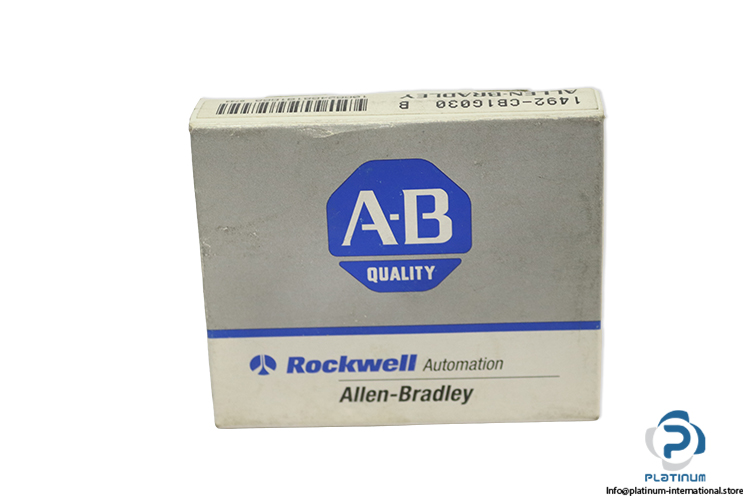 ALLEN-BRADLEY
1492-CB1G030 B
A-B
QUALITY
Rockwell Automation
Allen-Bradley
PLATINUM
Info@platinum-international.store